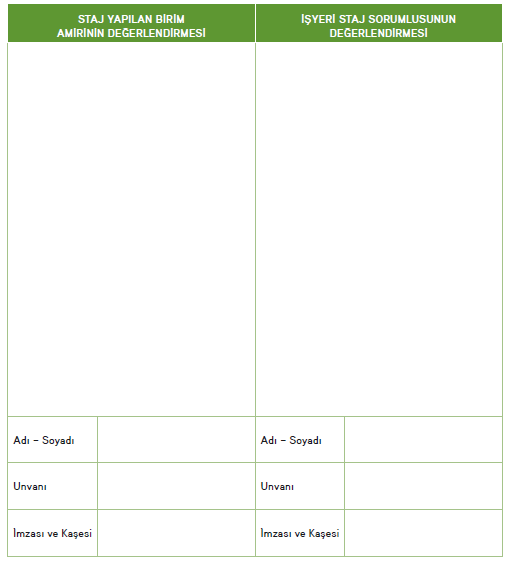 STAJ YAPILAN BİRİM
AMİRİNİN DEĞERLENDİRMESİ
İŞYERİ STAJ SORUMLUSUNUN
DEĞERLENDİRMESİ
Adı – Soyadı
Adı – Soyadı
Unvanı
Unvanı
İmzası ve Kaşesi
İmzası ve Kaşesi